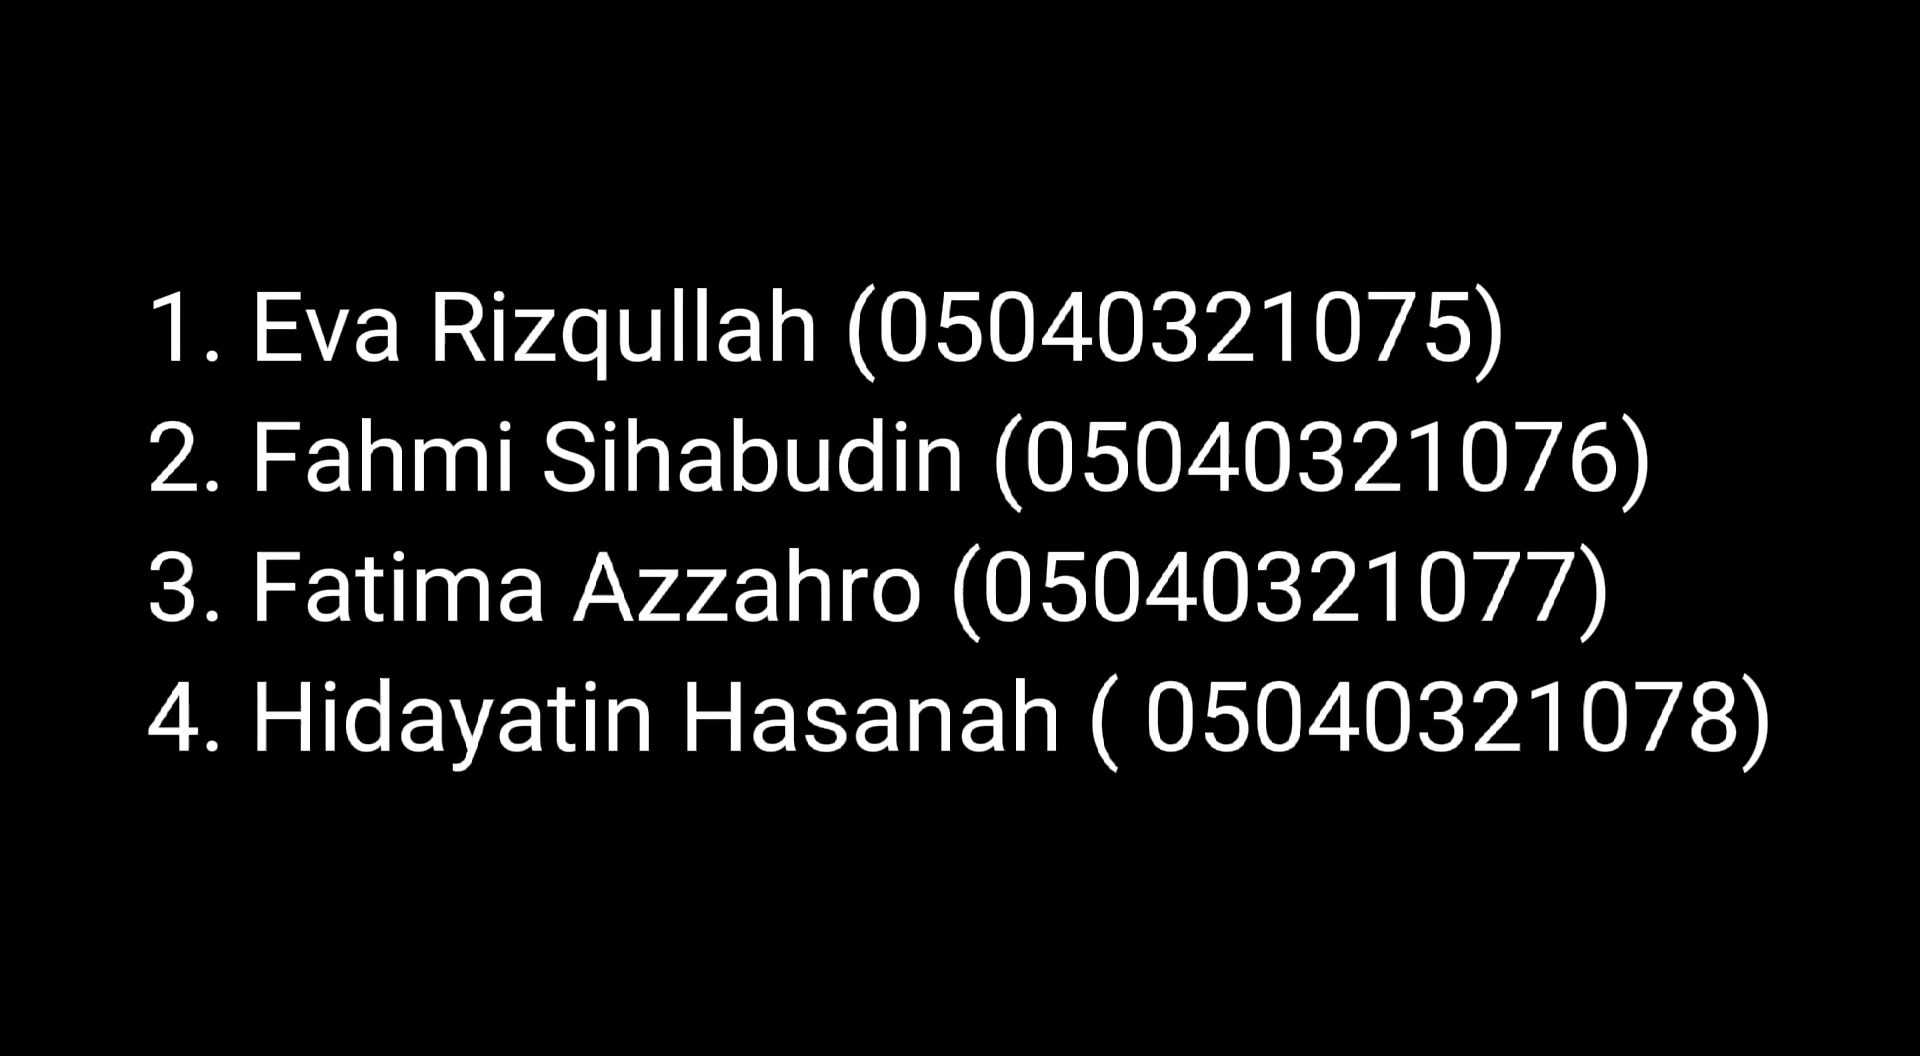 1. Eva Rizqullah (05040321075)
2. Fahmi Sihabudin (05040321076)
3. Fatima Azzahro (05040321077)
4. Hidayatin Hasanah ( 05040321078)